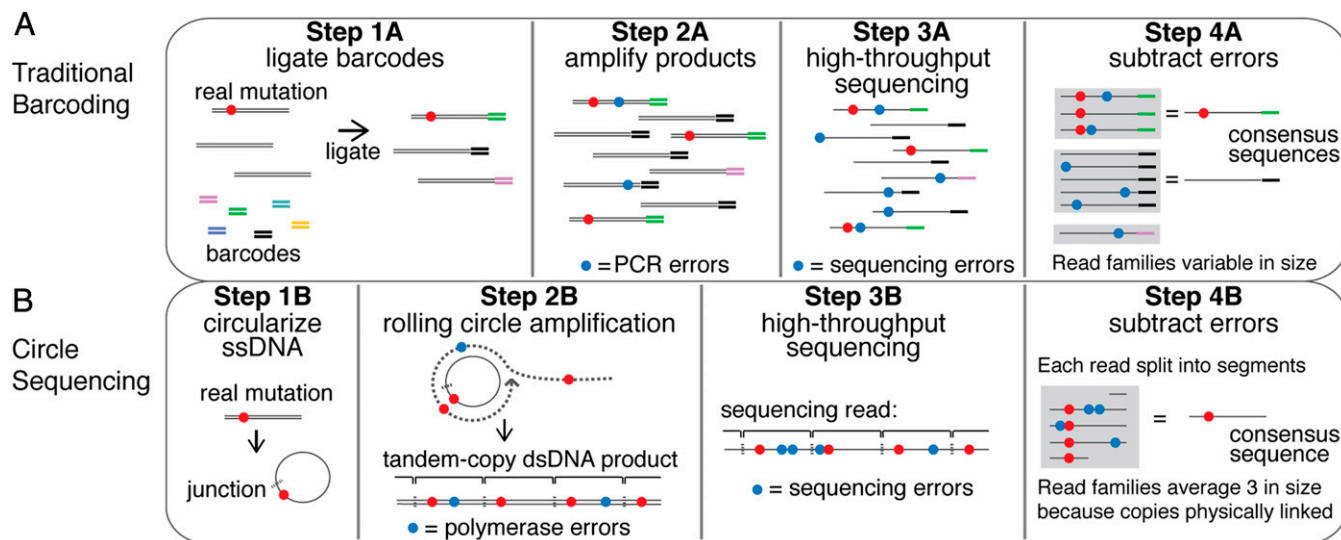 A
Traditional
Barcoding
Step 1A
ligate barcodes
real mutation
ligate
barcodes
Step 2A
amplify products
= PCR errors
Step 3A
high-throughput
sequencing
= sequencing errors
Step 4A
subtract errors
=
consensus
sequences
=
Read families variable in size
B
Circle
Sequencing
Step 1B
circularize
ssDNA
real mutation
junction
Step 2B
rolling circle amplification
tandem-copy dsDNA product
= polymerase errors
Step 3B
high-throughput
sequencing
sequencing read:
= sequencing errors
Step 4B
subtract errors
Each read split into segments
=
consensus
sequence
Read families average 3 in size
because copies physically linked